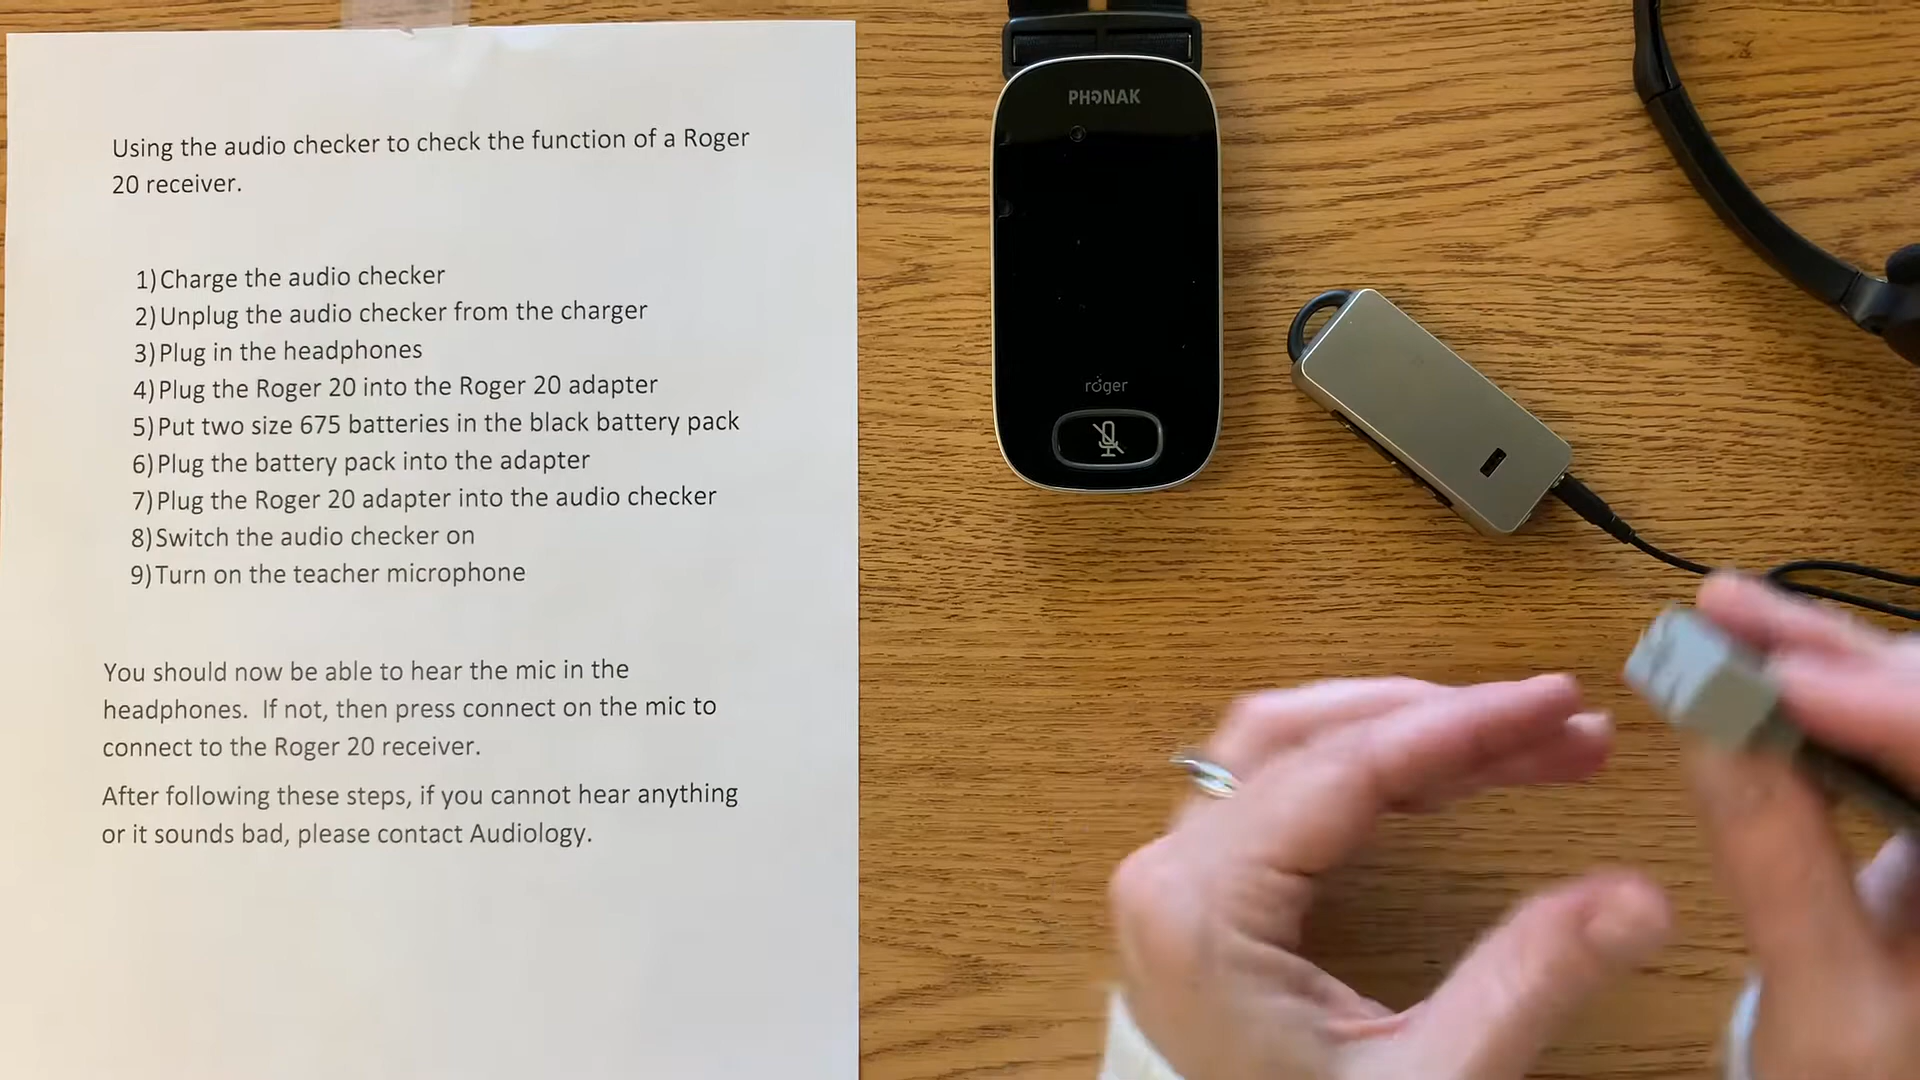 Using the audio checker to check the function of a Roger
20 receiver.
1) Charge the audio checker
2) Unplug the audio checker from the charger
3) Plug in the headphones
4) Plug the Roger 20 into the Roger 20 adapter
5) Put two size 675 batteries in the black battery pack
6) Plug the battery pack into the adapter
7) Plug the Roger 20 adapter into the audio checker
8) Switch the audio checker on
9) Turn on the teacher microphone
You should now be able to hear the mic in the
headphones. If not, then press connect on the mic to
connect to the Roger 20 receiver.
After following these steps, if you cannot hear anything
or it sounds bad, please contact Audiology.
PHONAK
roger